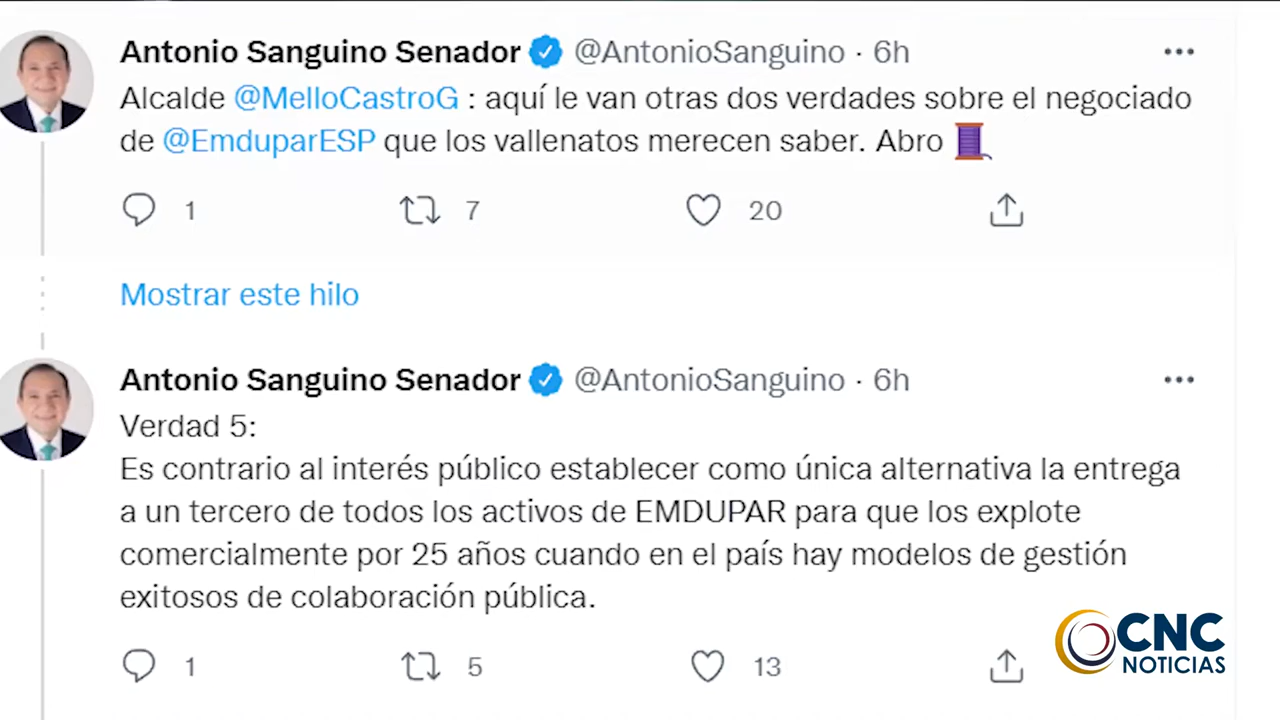 Antonio Sanguino Senador @AntonioSanguino · 6h
Alcalde @MelloCastroG : aquí le van otras dos verdades sobre el negociado
de @EmduparESP que los vallenatos merecen saber. Abro 🧵
1 7 20
Mostrar este hilo
Antonio Sanguino Senador @AntonioSanguino · 6h
Verdad 5:
Es contrario al interés público establecer como única alternativa la entrega
a un tercero de todos los activos de EMDUPAR para que los explote
comercialmente por 25 años cuando en el país hay modelos de gestión
exitosos de colaboración pública.
1 5 13
CNC
NOTICIAS